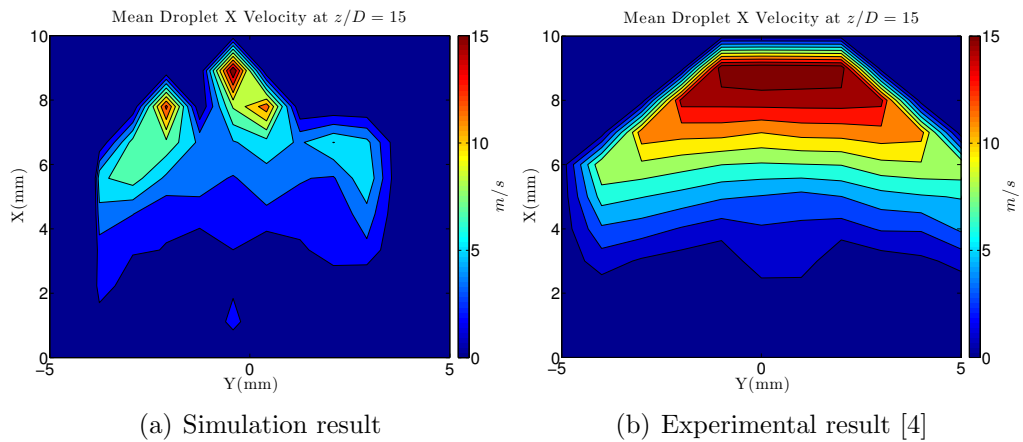 Mean Droplet X Velocity at z/D = 15
10
8
6
4
2
0
X(mm)
−5
0
5
Y(mm)
15
10
5
0
m/s
(a) Simulation result
Mean Droplet X Velocity at z/D = 15
10
8
6
4
2
0
X(mm)
−5
0
5
Y(mm)
15
10
5
0
m/s
(b) Experimental result [4]